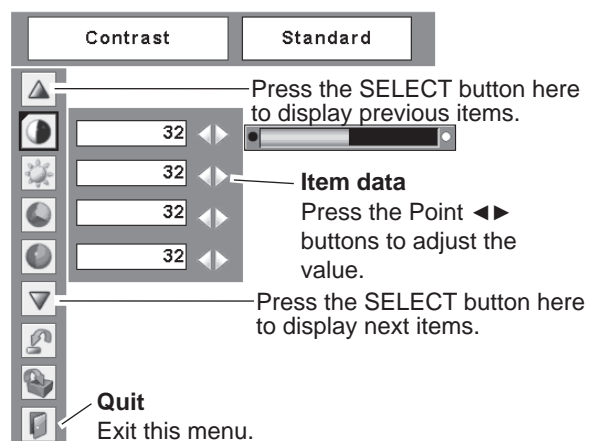 Contrast Standard
Press the SELECT button here
to display previous items.
32
32
Item data
32
Press the Point ◄►
buttons to adjust the
32
value.
Press the SELECT button here
to display next items.
Quit
Exit this menu.